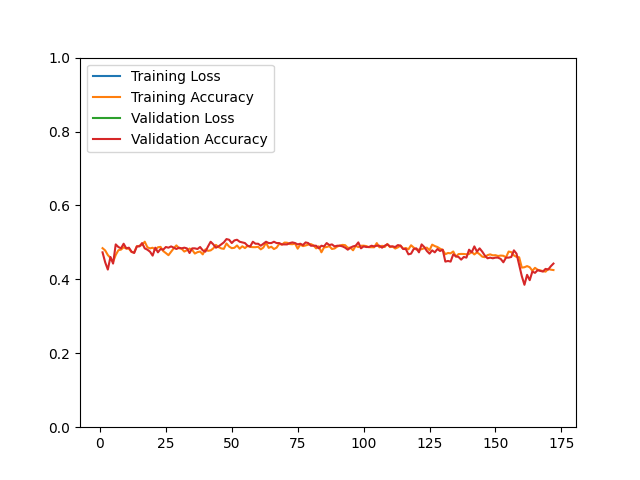 1.0
0.8
0.6
0.4
0.2
0.0
Training Loss
Training Accuracy
Validation Loss
Validation Accuracy
0 25 50 75 100 125 150 175